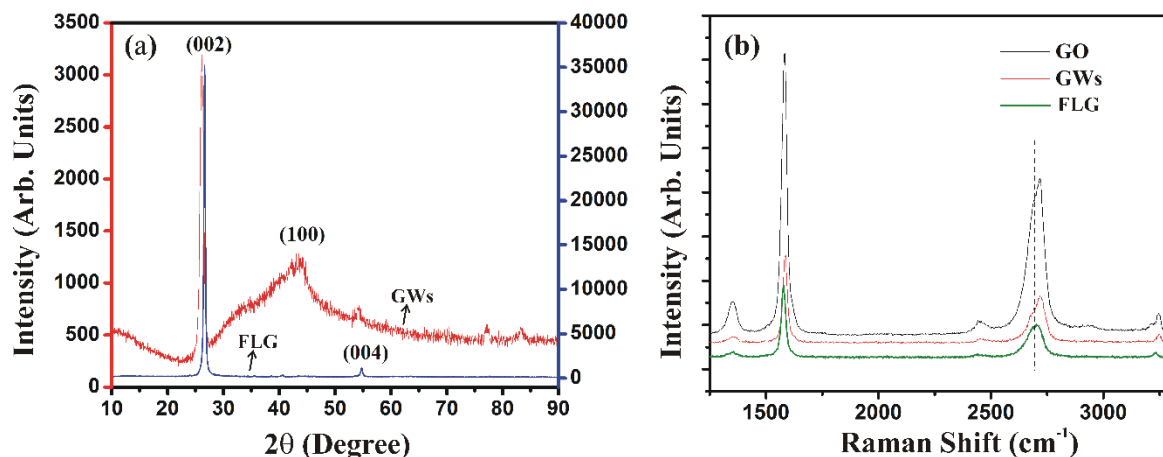 (a)
3500
3000
2500
2000
1500
1000
500
0
Intensity (Arb. Units)
(002)
(100)
GWs
FLG
(004)
40000
35000
30000
25000
20000
15000
10000
5000
0
10 20 30 40 50 60 70 80 90
2θ (Degree)
(b)
GO
GWs
FLG
Intensity (Arb. Units)
1500 2000 2500 3000
Raman Shift (cm⁻¹)